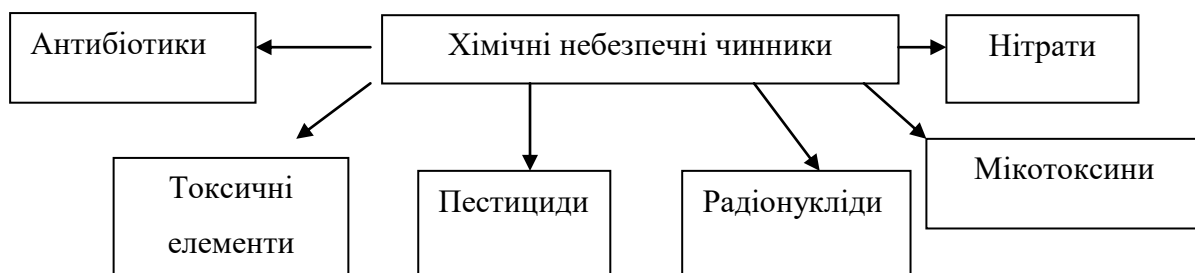 Антибіотики
Хімічні небезпечні чинники
Нітрати
Токсичні
елементи
Пестициди
Радіонукліди
Мікотоксини